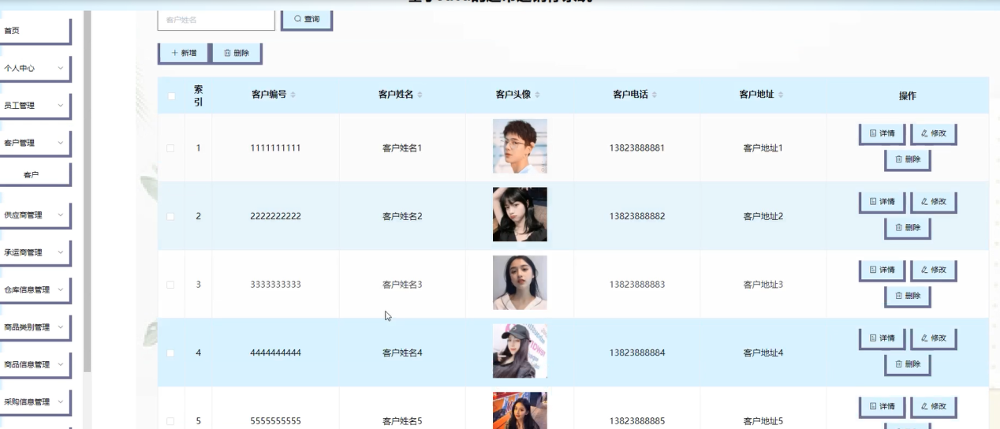 首页
个人中心
员工管理
客户管理
客户
供应商管理
承运商管理
仓库信息管理
商品类别管理
商品信息管理
采购信息管理
客户姓名
查询
新增 删除
索引 客户编号 客户姓名 客户头像 客户电话 客户地址 操作
1 1111111111 客户姓名1 13823888881 客户地址1 详情 修改
删除
2 2222222222 客户姓名2 13823888882 客户地址2 详情 修改
删除
3 3333333333 客户姓名3 13823888883 客户地址3 详情 修改
删除
4 4444444444 客户姓名4 13823888884 客户地址4 详情 修改
删除
5 5555555555 客户姓名5 13823888885 客户地址5 详情 修改